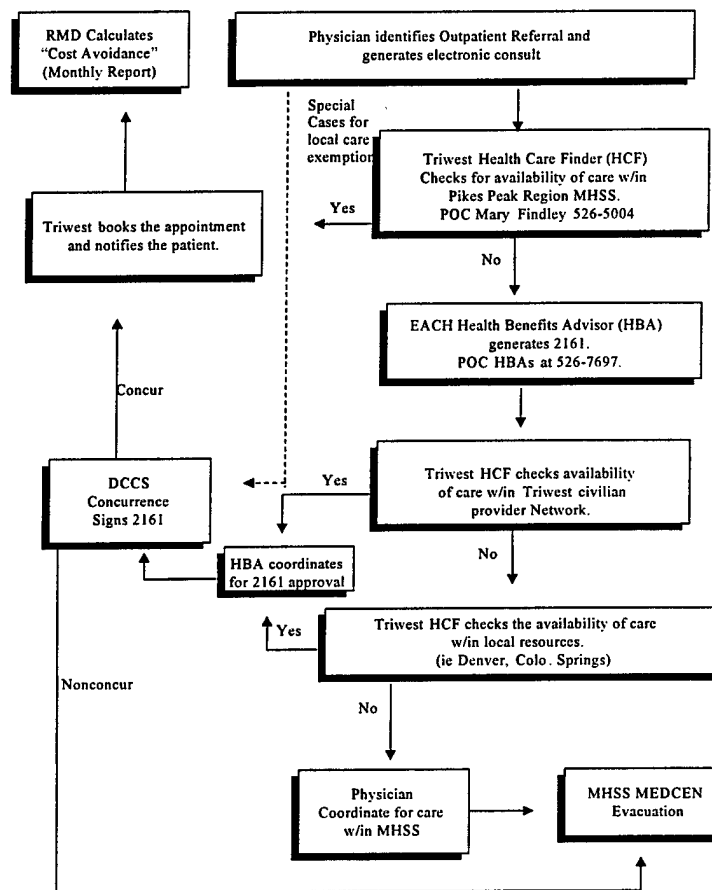 RMD Calculates
“Cost Avoidance”
(Monthly Report)
Physician identifies Outpatient Referral and
generates electronic consult
Special
Cases for
local care
exemption
Triwest Health Care Finder (HCF)
Checks for availability of care w/in
Pikes Peak Region MHSS.
POC Mary Findley 526-5004
Yes
No
Triwest books the appointment
and notifies the patient.
EACH Health Benefits Advisor (HBA)
generates 2161.
POC HBAs at 526-7697.
Concur
DCCS
Concurrence
Signs 2161
Yes
Triwest HCF checks availability
of care w/in Triwest civilian
provider Network.
No
HBA coordinates
for 2161 approval
Yes
Triwest HCF checks the availability of care
w/in local resources.
(ie Denver, Colo. Springs)
Nonconcur
No
Physician
Coordinate for care
w/in MHSS
MHSS MEDCEN
Evacuation